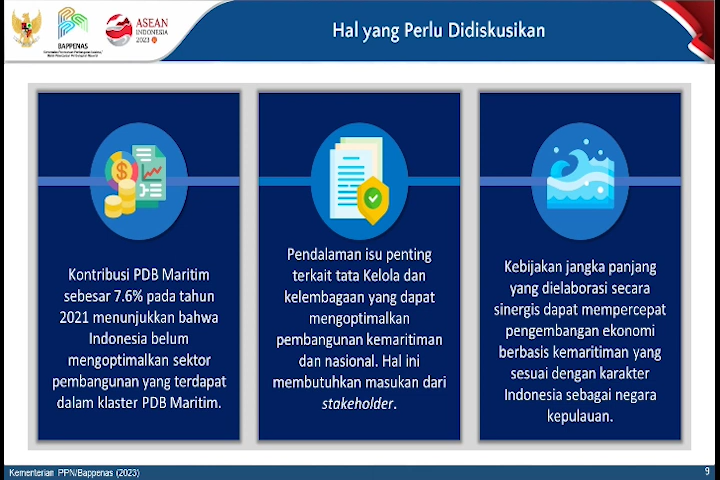 BAPPENAS
ASEAN
INDONESIA
2023
Hal yang Perlu Didiskusikan
Kontribusi PDB Maritim
sebesar 7.6% pada tahun
2021 menunjukkan bahwa
Indonesia belum
mengoptimalkan sektor
pembangunan yang terdapat
dalam klaster PDB Maritim.
Pendalaman isu penting
terkait tata Kelola dan
kelembagaan yang dapat
mengoptimalkan
pembangunan kemaritiman
dan nasional. Hal ini
membutuhkan masukan dari
stakeholder.
Kebijakan jangka panjang
yang dielaborasi secara
sinergis dapat mempercepat
pengembangan ekonomi
berbasis kemaritiman yang
sesuai dengan karakter
Indonesia sebagai negara
kepulauan.
Kementerian PPN/Bappenas (2023)
9